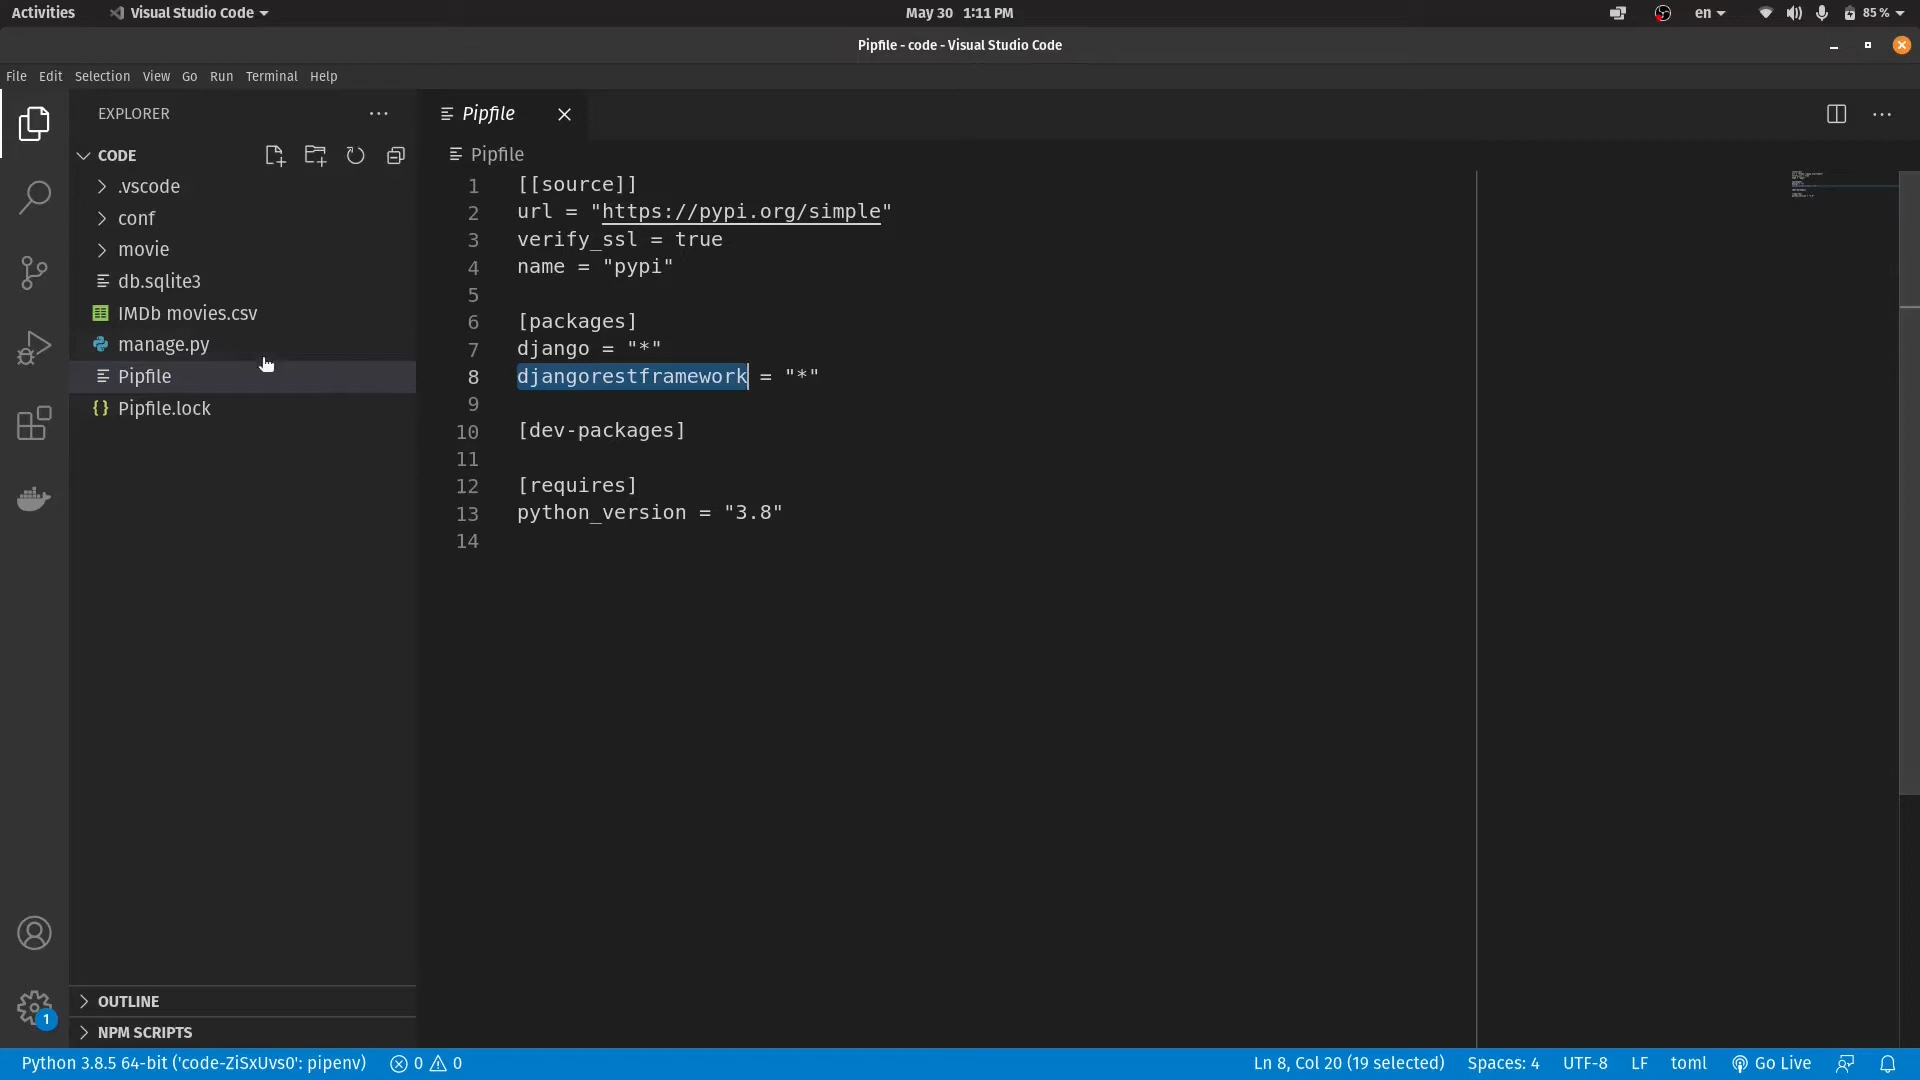 Activities
Visual Studio Code
May 30 1:11 PM
en
85 %
Pipfile - code - Visual Studio Code
File Edit Selection View Go Run Terminal Help
EXPLORER
CODE
.vscode
conf
movie
db.sqlite3
IMDb movies.csv
manage.py
Pipfile
Pipfile.lock
OUTLINE
NPM SCRIPTS
1
Pipfile
Pipfile
1 [[source]]
2 url = "https://pypi.org/simple"
3 verify_ssl = true
4 name = "pypi"
5
6 [packages]
7 django = "*"
8 djangorestframework = "*"
9
10 [dev-packages]
11
12 [requires]
13 python_version = "3.8"
14
Python 3.8.5 64-bit ('code-ZiSxUvs0': pipenv) 0 0 Ln 8, Col 20 (19 selected) Spaces: 4 UTF-8 LF toml Go Live